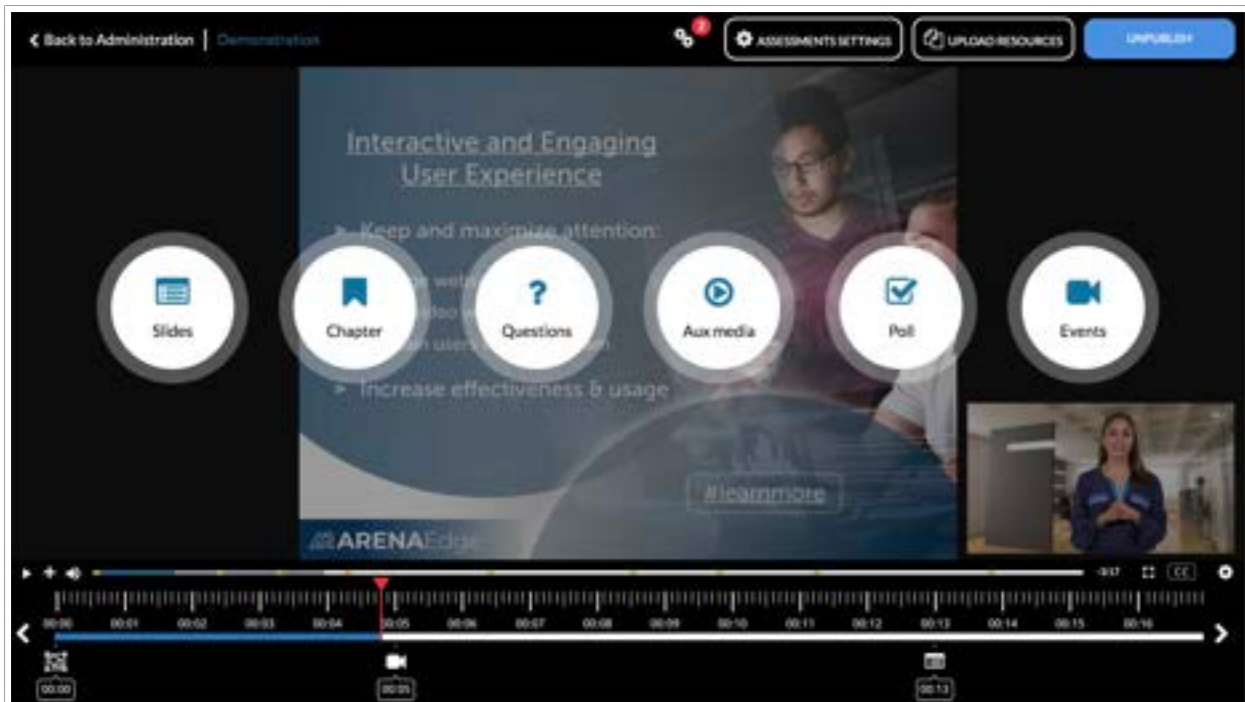 Back to Administration | Demonstration
2
ASSESSMENTS SETTINGS
UPLOAD RESOURCES
UNPUBLISH
Interactive and Engaging
User Experience
Keep and maximize attention:
Slides
Chapter
Questions
Aux media
Poll
Events
Increase effectiveness & usage
#learnmore
ARENAEdge
-0:17
CC
00:00 00:01 00:02 00:03 00:04 00:05 00:06 00:07 00:08 00:09 00:10 00:11 00:12 00:13 00:14 00:15 00:16
00:00
00:05
00:13